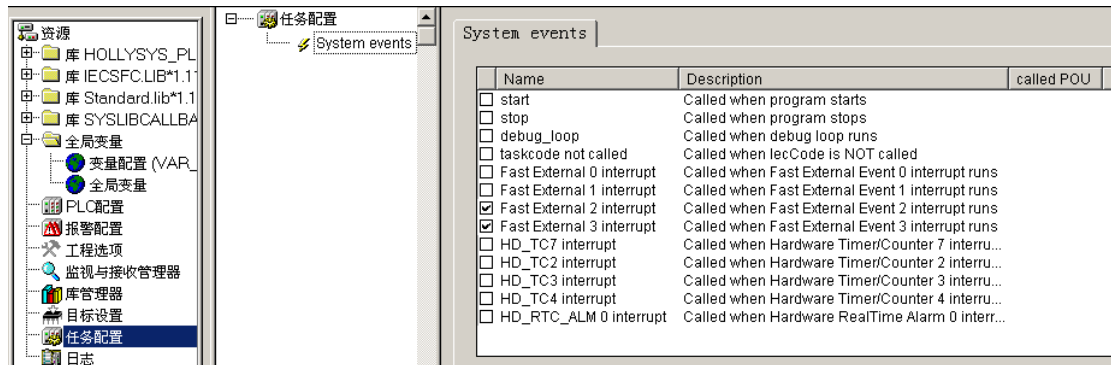 资源
库 HOLLYSYS_PL
库 IECSFC.LIB*1.1
库 Standard.lib*1.1
库 SYSLIBCALLBA
全局变量
变量配置 (VAR_
全局变量
PLC配置
报警配置
工程选项
监视与接收管理器
库管理器
目标设置
任务配置
日志
任务配置
System events
System events
Name Description called POU
start Called when program starts
stop Called when program stops
debug_loop Called when debug loop runs
taskcode not called Called when IecCode is NOT called
Fast External 0 interrupt Called when Fast External Event 0 interrupt runs
Fast External 1 interrupt Called when Fast External Event 1 interrupt runs
Fast External 2 interrupt Called when Fast External Event 2 interrupt runs
Fast External 3 interrupt Called when Fast External Event 3 interrupt runs
HD_TC7 interrupt Called when Hardware Timer/Counter 7 interru...
HD_TC2 interrupt Called when Hardware Timer/Counter 2 interru...
HD_TC3 interrupt Called when Hardware Timer/Counter 3 interru...
HD_TC4 interrupt Called when Hardware Timer/Counter 4 interru...
HD_RTC_ALM 0 interrupt Called when Hardware RealTime Alarm 0 interr...